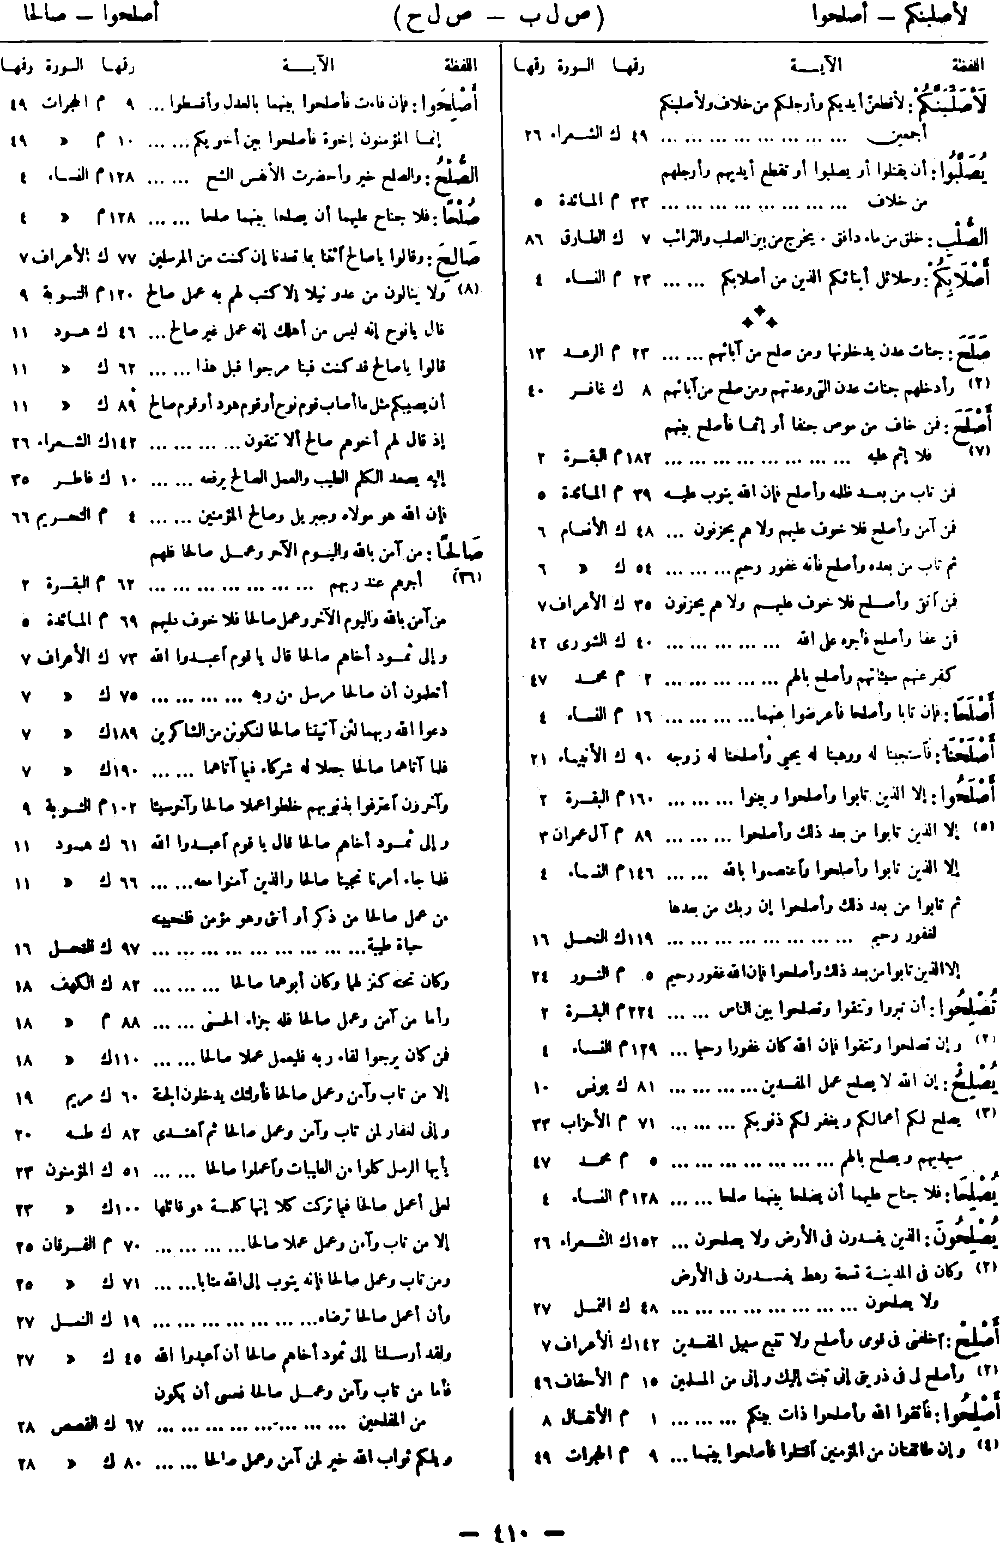 لأصلبنكم – أصلحوا
(ص ل ب – ص ل ح)
أصلحوا – صالحا
اللفظة الآيــة رقمها السورة رقمها
لَأُصَلِّبَنَّكُمْ : لأقطعن أيديكم وأرجلكم من خلاف ولأصلبنكم
أجمعين ... ... ... ... ... ... ... ٤٩ ك الشعراء ٢٦
يُصَلَّبُوا : أن يقتلوا أو يصلبوا أو تقطع أيديهم وأرجلهم
من خلاف ... ... ... ... ... ... ... ٣٣ م المائدة ٥
الصُّلْبِ : خلق من ماء دافق ، يخرج من بين الصلب والترائب ٧ ك الطارق ٨٦
أَصْلَابِكُمْ : وحلائل أبنائكم الذين من أصلابكم ... ... ٢٣ م النساء ٤
صَلَحَ : جنات عدن يدخلونها ومن صلح من آبائهم ... ... ٢٣ م الرعد ١٣
(٢) وأدخلهم جنات عدن التى وعدتهم ومن صلح من آبائهم ٨ ك غافر ٤٠
أَصْلَحَ : فمن خاف من موص جنفا أو إثما فأصلح بينهم
(٧) فلا إثم عليه ... ... ... ... ... ... ... ١٨٢ م البقرة ٢
فمن تاب من بعد ظلمه وأصلح فإن الله يتوب عليه ٣٩ م المائدة ٥
فمن آمن وأصلح فلا خوف عليهم ولا هم يحزنون ... ٤٨ ك الأنعام ٦
ثم تاب من بعده وأصلح فأنه غفور رحيم ... ... ... ٥٤ ك « ٦
فمن اتقى وأصلح فلا خوف عليهم ولا هم يحزنون ٣٥ ك الأعراف ٧
فمن عفا وأصلح فأجره على الله ... ... ... ... ٤٠ ك الشورى ٤٢
كفر عنهم سيئاتهم وأصلح بالهم ... ... ... ... ٢ م محمد ٤٧
أَصْلَحَا : فإن تابا وأصلحا فأعرضوا عنهما ... ... ... ١٦ م النساء ٤
أَصْلَحْنَا : فاستجبنا له ووهبنا له يحيى وأصلحنا له زوجه ٩٠ ك الأنبياء ٢١
أَصْلَحُوا : إلا الذين تابوا وأصلحوا وبينوا ... ... ... ١٦٠ م البقرة ٢
(٥) إلا الذين تابوا من بعد ذلك وأصلحوا ... ... ... ٨٩ م آل عمران ٣
إلا الذين تابوا وأصلحوا واعتصموا بالله ... ... ١٤٦ م النساء ٤
ثم تابوا من بعد ذلك وأصلحوا إن ربك من بعدها
لغفور رحيم ... ... ... ... ... ... ... ١١٩ ك النحل ١٦
إلا الذين تابوا من بعد ذلك وأصلحوا فإن الله غفور رحيم ٥ م النور ٢٤
تُصْلِحُوا : أن تبروا وتتقوا وتصلحوا بين الناس ... ... ٢٢٤ م البقرة ٢
(٢) وإن تصلحوا وتتقوا فإن الله كان غفورا رحيما ... ١٢٩ م النساء ٤
يُصْلِحُ : إن الله لا يصلح عمل المفسدين ... ... ... ... ٨١ ك يونس ١٠
(٣) يصلح لكم أعمالكم ويغفر لكم ذنوبكم ... ... ... ٧١ م الأحزاب ٣٣
سيهديهم ويصلح بالهم ... ... ... ... ... ... ٥ م محمد ٤٧
يُصْلِحَا : فلا جناح عليهما أن يصلحا بينهما صلحا ... ... ١٢٨ م النساء ٤
يُصْلِحُونَ : الذين يفسدون فى الأرض ولا يصلحون ... ١٥٢ ك الشعراء ٢٦
(٢) وكان فى المدينة تسعة رهط يفسدون فى الأرض
ولا يصلحون ... ... ... ... ... ... ... ٤٨ ك النمل ٢٧
أَصْلِحْ : اخلفنى فى قومى وأصلح ولا تتبع سبيل المفسدين ١٤٢ ك الأعراف ٧
(٢) وأصلح لى فى ذريتى إنى تبت إليك وإنى من المسلمين ١٥ م الأحقاف ٤٦
أَصْلِحُوا : فاتقوا الله وأصلحوا ذات بينكم ... ... ... ١ م الأنفال ٨
(٤) وإن طائفتان من المؤمنين اقتتلوا فأصلحوا بينهما ... ٩ م الحجرات ٤٩
اللفظة الآيــة رقمها السورة رقمها
أَصْلِحُوا : فإن فاءت فأصلحوا بينهما بالعدل وأقسطوا ... ٩ م الحجرات ٤٩
إنما المؤمنون إخوة فأصلحوا بين أخويكم ... ... ١٠ م « ٤٩
الصُّلْحُ : والصلح خير وأحضرت الأنفس الشح ... ... ١٢٨ م النساء ٤
صُلْحًا : فلا جناح عليهما أن يصلحا بينهما صلحا ... ... ١٢٨ م « ٤
صَالِحُ : وقالوا ياصالح ائتنا بما تعدنا إن كنت من المرسلين ٧٧ ك الأعراف ٧
(٨) ولا ينالون من عدو نيلا إلا كتب لهم به عمل صالح ١٢٠ م التوبة ٩
قال يانوح إنه ليس من أهلك إنه عمل غير صالح ... ٤٦ ك هود ١١
قالوا ياصالح قد كنت فينا مرجوا قبل هذا ... ... ٦٢ ك « ١١
أن يصيبكم مثل ما أصاب قوم نوح أو قوم هود أو قوم صالح ٨٩ ك « ١١
إذ قال لهم أخوهم صالح ألا تتقون ... ... ... ... ١٤٢ ك الشعراء ٢٦
إليه يصعد الكلم الطيب والعمل الصالح يرفعه ... ... ١٠ ك فاطر ٣٥
فإن الله هو مولاه وجبريل وصالح المؤمنين ... ... ٤ م التحريم ٦٦
صَالِحًا : من آمن بالله واليوم الآخر وعمل صالحا فلهم
(٣٦) أجرهم عند ربهم ... ... ... ... ... ... ... ٦٢ م البقرة ٢
من آمن بالله واليوم الآخر وعمل صالحا فلا خوف عليهم ٦٩ م المائدة ٥
وإلى ثمود أخاهم صالحا قال ياقوم اعبدوا الله ٧٣ ك الأعراف ٧
أتعلمون أن صالحا مرسل من ربه ... ... ... ... ٧٥ ك « ٧
دعوا الله ربهما لئن آتيتنا صالحا لنكونن من الشاكرين ١٨٩ ك « ٧
فلما آتاهما صالحا جعلا له شركاء فيما آتاهما ... ... ١٩٠ ك « ٧
وآخرون اعترفوا بذنوبهم خلطوا عملا صالحا وآخر سيئا ١٠٢ م التوبة ٩
وإلى ثمود أخاهم صالحا قال ياقوم اعبدوا الله ٦١ ك هود ١١
فلما جاء أمرنا نجينا صالحا والذين آمنوا معه ... ... ٦٦ ك « ١١
من عمل صالحا من ذكر أو أنثى وهو مؤمن فلنحيينه
حياة طيبة ... ... ... ... ... ... ... ... ٩٧ ك النحل ١٦
وكان تحته كنز لهما وكان أبوهما صالحا ... ... ... ٨٢ ك الكهف ١٨
وأما من آمن وعمل صالحا فله جزاء الحسنى ... ... ٨٨ م « ١٨
فمن كان يرجوا لقاء ربه فليعمل عملا صالحا ... ... ١١٠ ك « ١٨
إلا من تاب وآمن وعمل صالحا فأولئك يدخلون الجنة ٦٠ ك مريم ١٩
وإنى لغفار لمن تاب وآمن وعمل صالحا ثم اهتدى ٨٢ ك طه ٢٠
يأيها الرسل كلوا من الطيبات واعملوا صالحا ... ... ٥١ ك المؤمنون ٢٣
لعلى أعمل صالحا فيما تركت كلا إنها كلمة هو قائلها ١٠٠ ك « ٢٣
إلا من تاب وآمن وعمل عملا صالحا ... ... ... ... ٧٠ م الفرقان ٢٥
ومن تاب وعمل صالحا فإنه يتوب إلى الله متابا ... ... ٧١ ك « ٢٥
وأن أعمل صالحا ترضاه ... ... ... ... ... ... ١٩ ك النمل ٢٧
ولقد أرسلنا إلى ثمود أخاهم صالحا أن اعبدوا الله ٤٥ ك « ٢٧
فأما من تاب وآمن وعمل صالحا فعسى أن يكون
من المفلحين ... ... ... ... ... ... ... ... ٦٧ ك القصص ٢٨
ويلكم ثواب الله خير لمن آمن وعمل صالحا ... ... ٨٠ ك « ٢٨
– ٤١٠ –